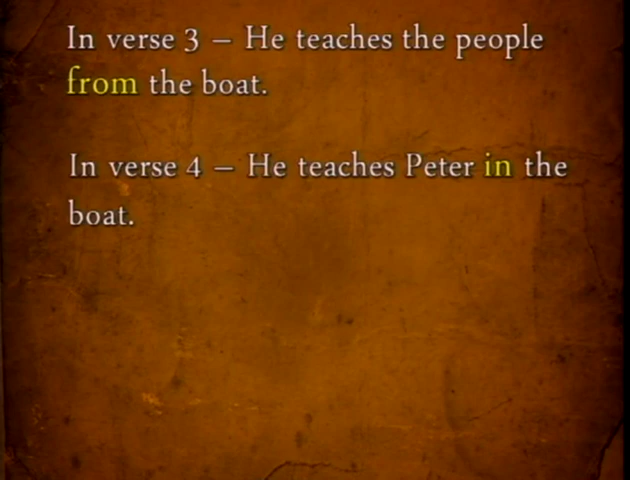 In verse 3 – He teaches the people
from the boat.
In verse 4 – He teaches Peter in the
boat.